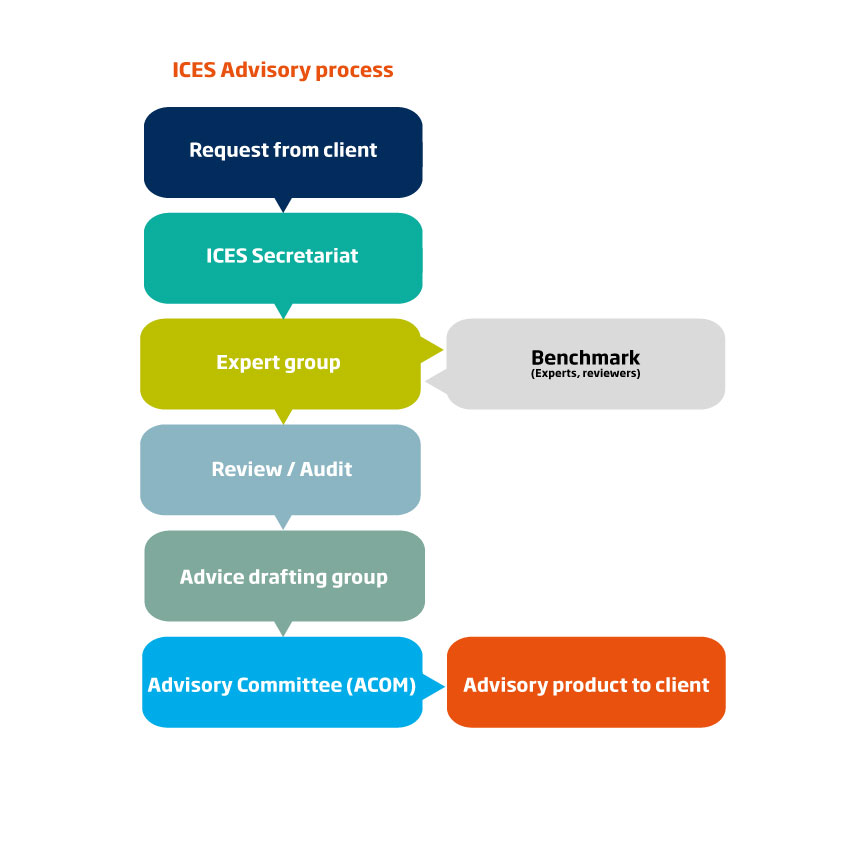 ICES Advisory process
Request from client
ICES Secretariat
Expert group
Benchmark
(Experts, reviewers)
Review / Audit
Advice drafting group
Advisory Committee (ACOM)
Advisory product to client